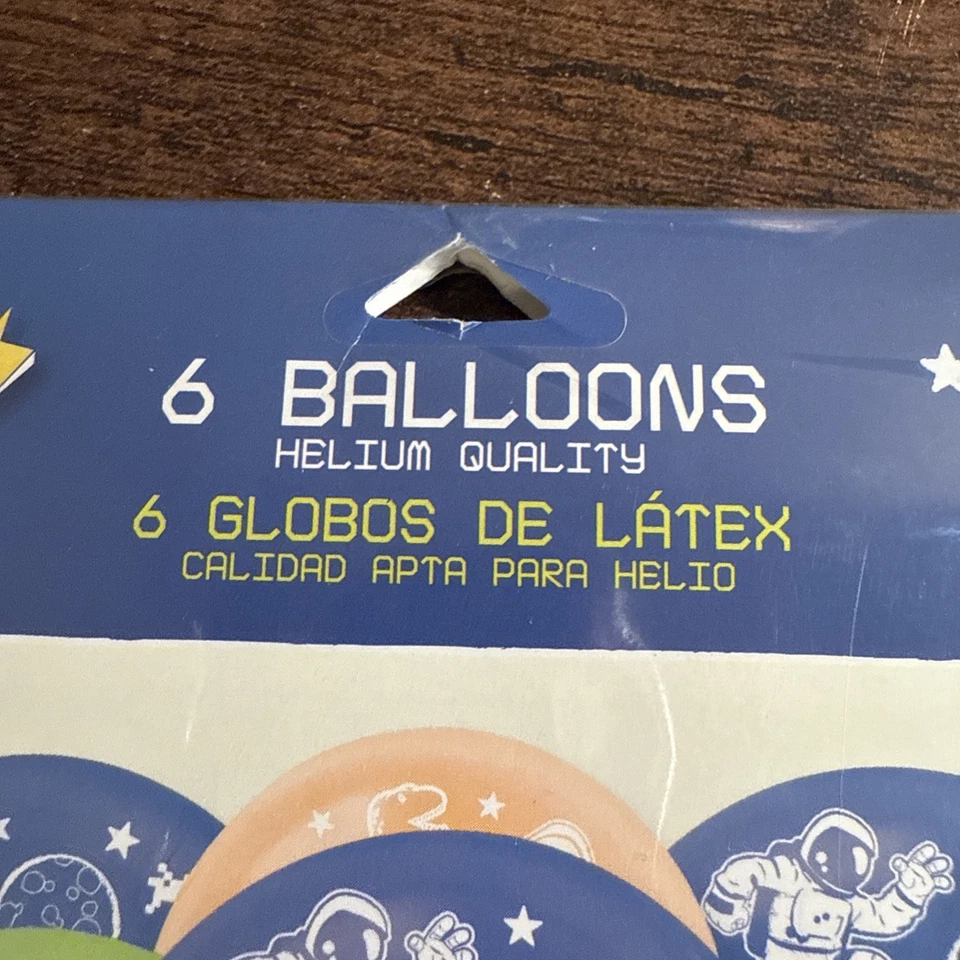 6 BALLOONS
HELIUM QUALITY
6 GLOBOS DE LÁTEX
CALIDAD APTA PARA HELIO